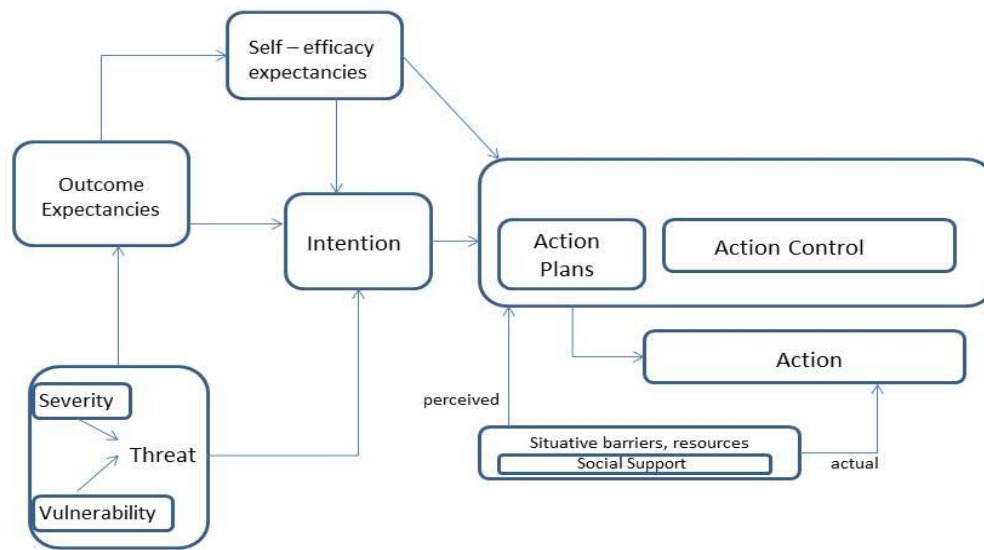 Self – efficacy
expectancies
Outcome
Expectancies
Intention
Action
Plans
Action Control
Action
Severity
Threat
Vulnerability
perceived
Situative barriers, resources
Social Support
actual